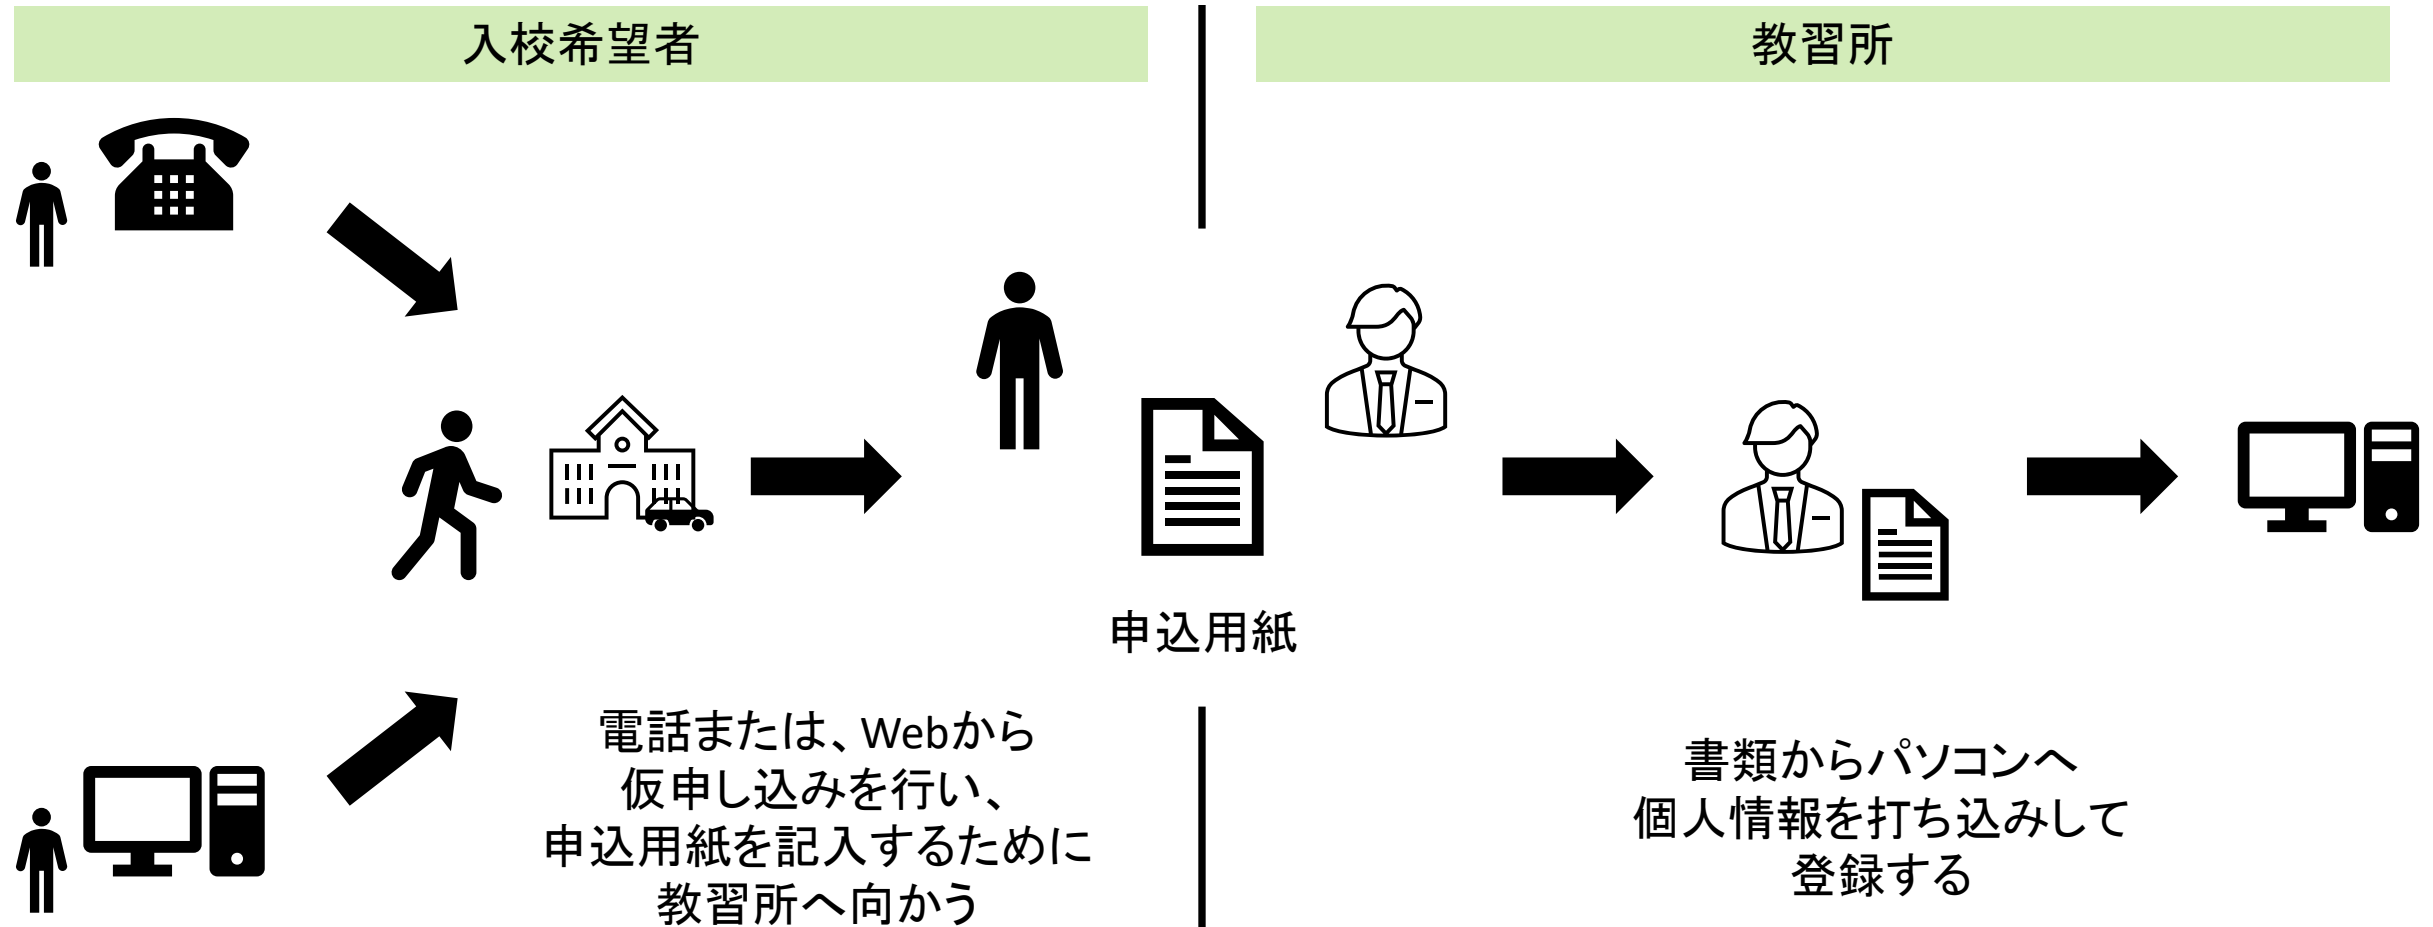 入校希望者
教習所
申込用紙
電話または、Webから
仮申し込みを行い、
申込用紙を記入するために
教習所へ向かう
書類からパソコンへ
個人情報を打ち込みして
登録する